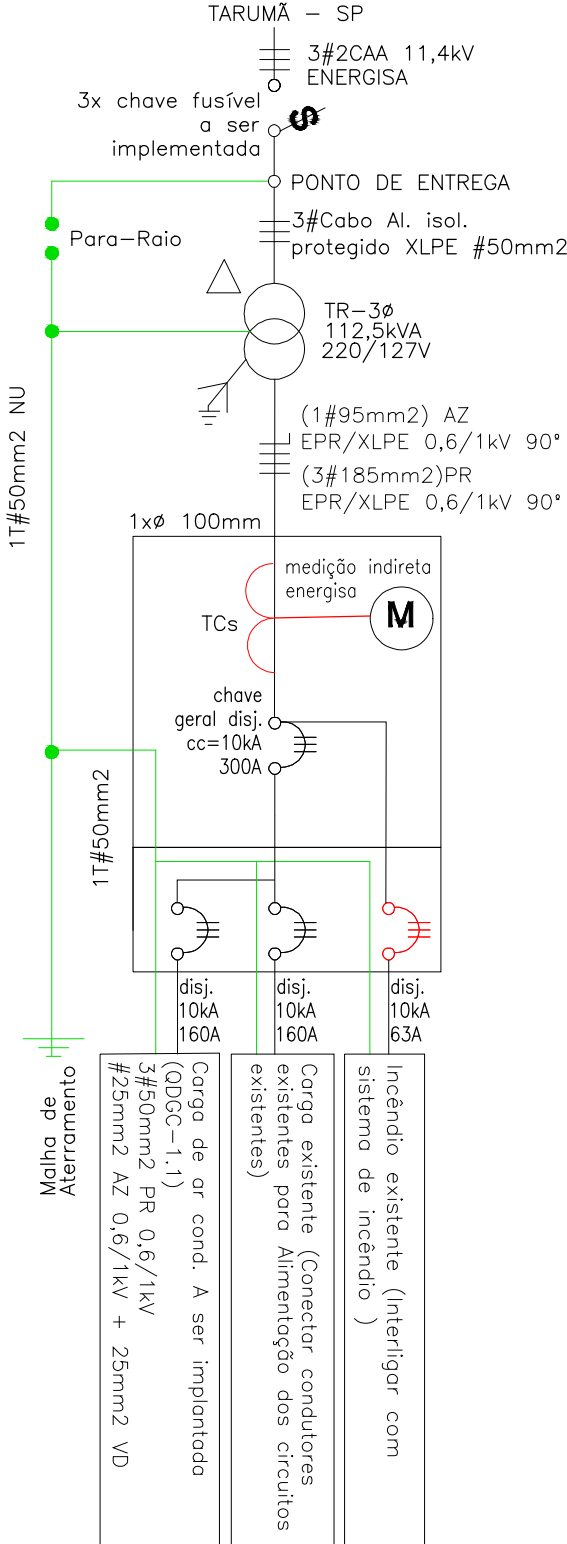 TARUMÃ - SP
3#2CAA 11,4kV
ENERGISA
3x chave fusível
a ser
implementada
S
PONTO DE ENTREGA
Para-Raio
3#Cabo Al. isol.
protegido XLPE #50mm2
TR-3ø
112,5kVA
220/127V
1T#50mm2 NU
(1#95mm2) AZ
EPR/XLPE 0,6/1kV 90°
(3#185mm2)PR
EPR/XLPE 0,6/1kV 90°
1xø 100mm
medição indireta
energisa
TCs
M
chave
geral disj.
cc=10kA
300A
1T#50mm2
disj.
10kA
160A
disj.
10kA
160A
disj.
10kA
63A
Malha de
Aterramento
Carga de ar cond. A ser implantada
(QDGC-1.1)
3#50mm2 PR 0,6/1kV
#25mm2 AZ 0,6/1kV + 25mm2 VD
Carga existente (Conectar condutores
existentes para Alimentação dos circuitos
existentes)
Incêndio existente (Interligar com
sistema de incêndio )